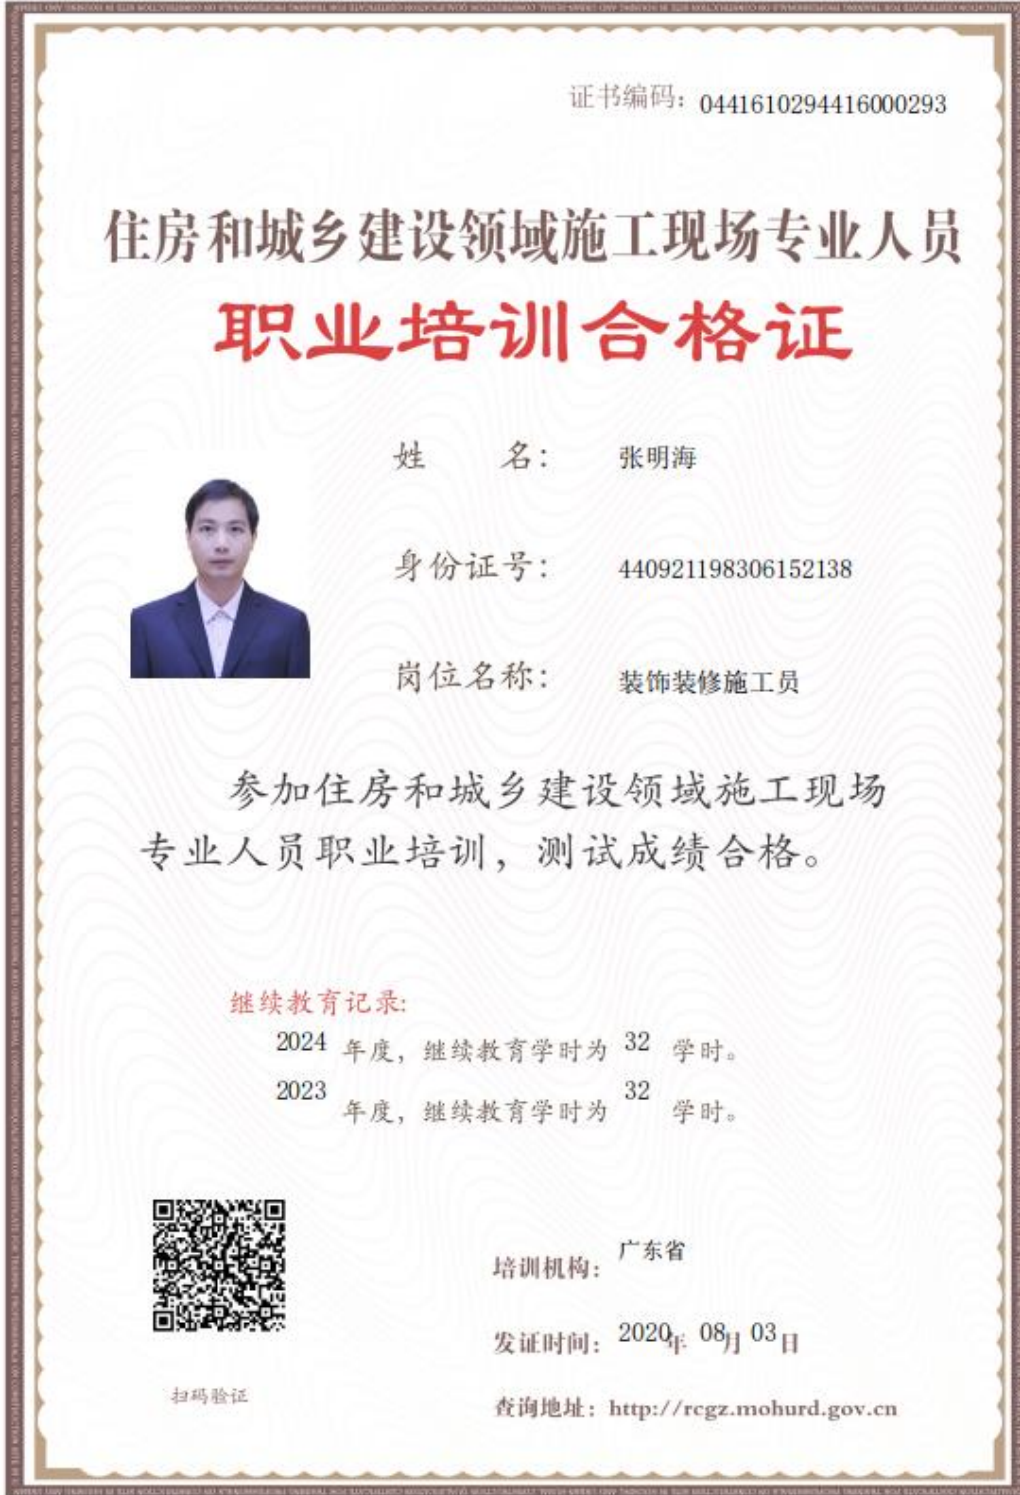 证书编码：0441610294416000293
住房和城乡建设领域施工现场专业人员
职业培训合格证
姓 名： 张明海
身份证号： 440921198306152138
岗位名称： 装饰装修施工员
参加住房和城乡建设领域施工现场
专业人员职业培训，测试成绩合格。
继续教育记录:
2024 年度，继续教育学时为 32 学时。
2023 年度，继续教育学时为 32 学时。
培训机构： 广东省
发证时间： 2020年 08月 03日
扫码验证
查询地址：http://rcgz.mohurd.gov.cn